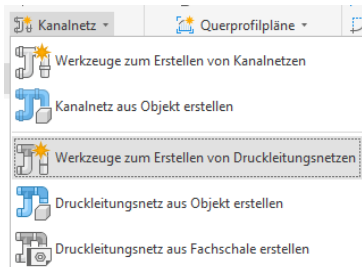 Kanalnetz Querprofilpläne
Werkzeuge zum Erstellen von Kanalnetzen
Kanalnetz aus Objekt erstellen
Werkzeuge zum Erstellen von Druckleitungsnetzen
Druckleitungsnetz aus Objekt erstellen
Druckleitungsnetz aus Fachschale erstellen